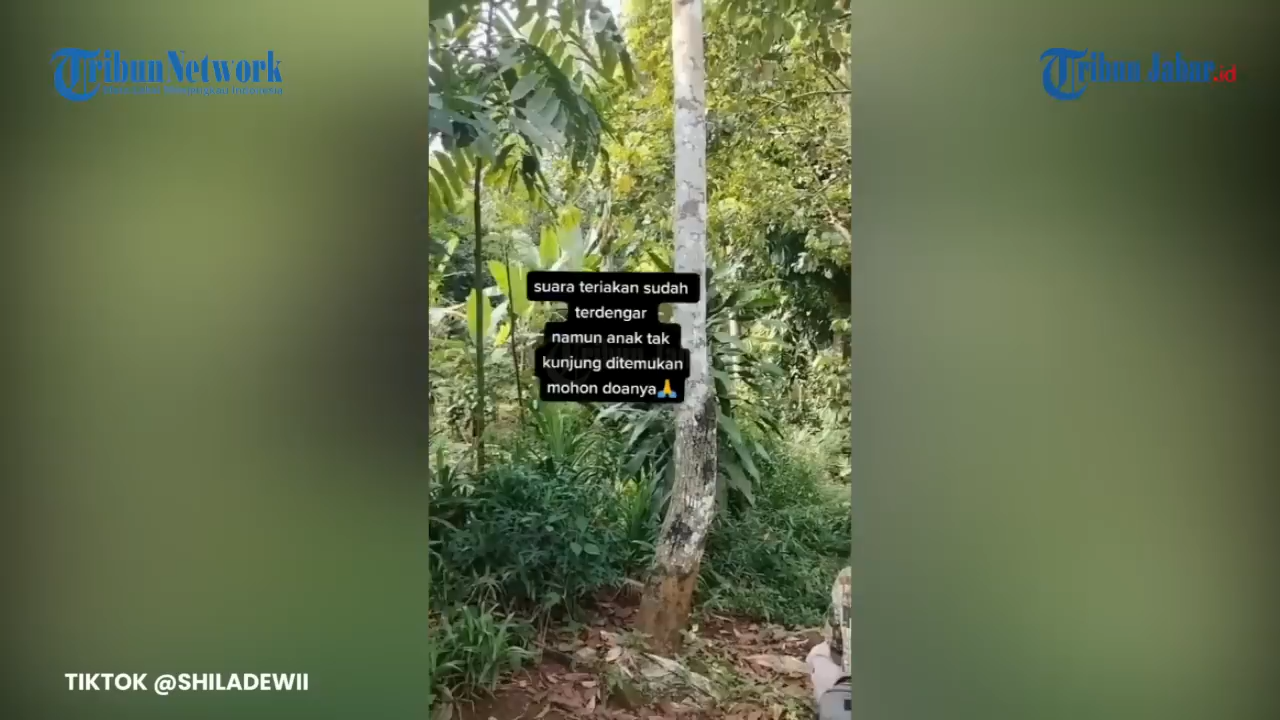 Tribun Network
Tribun Jabar.id
suara teriakan sudah
terdengar
namun anak tak
kunjung ditemukan
mohon doanya🙏
TIKTOK @SHILADEWII